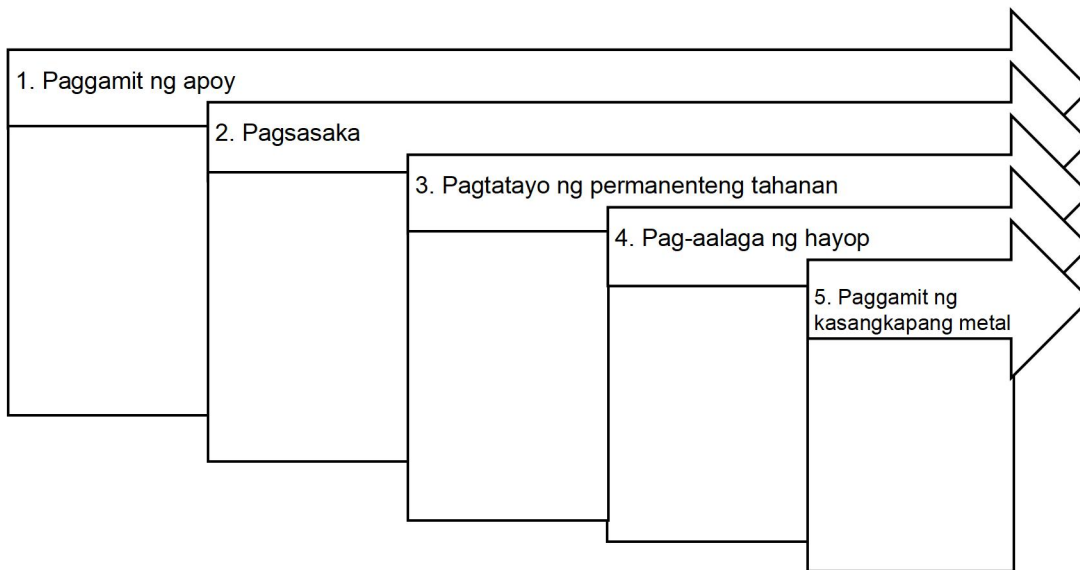 1. Paggamit ng apoy
2. Pagsasaka
3. Pagtatayo ng permanenteng tahanan
4. Pag-aalaga ng hayop
5. Paggamit ng
kasangkapang metal